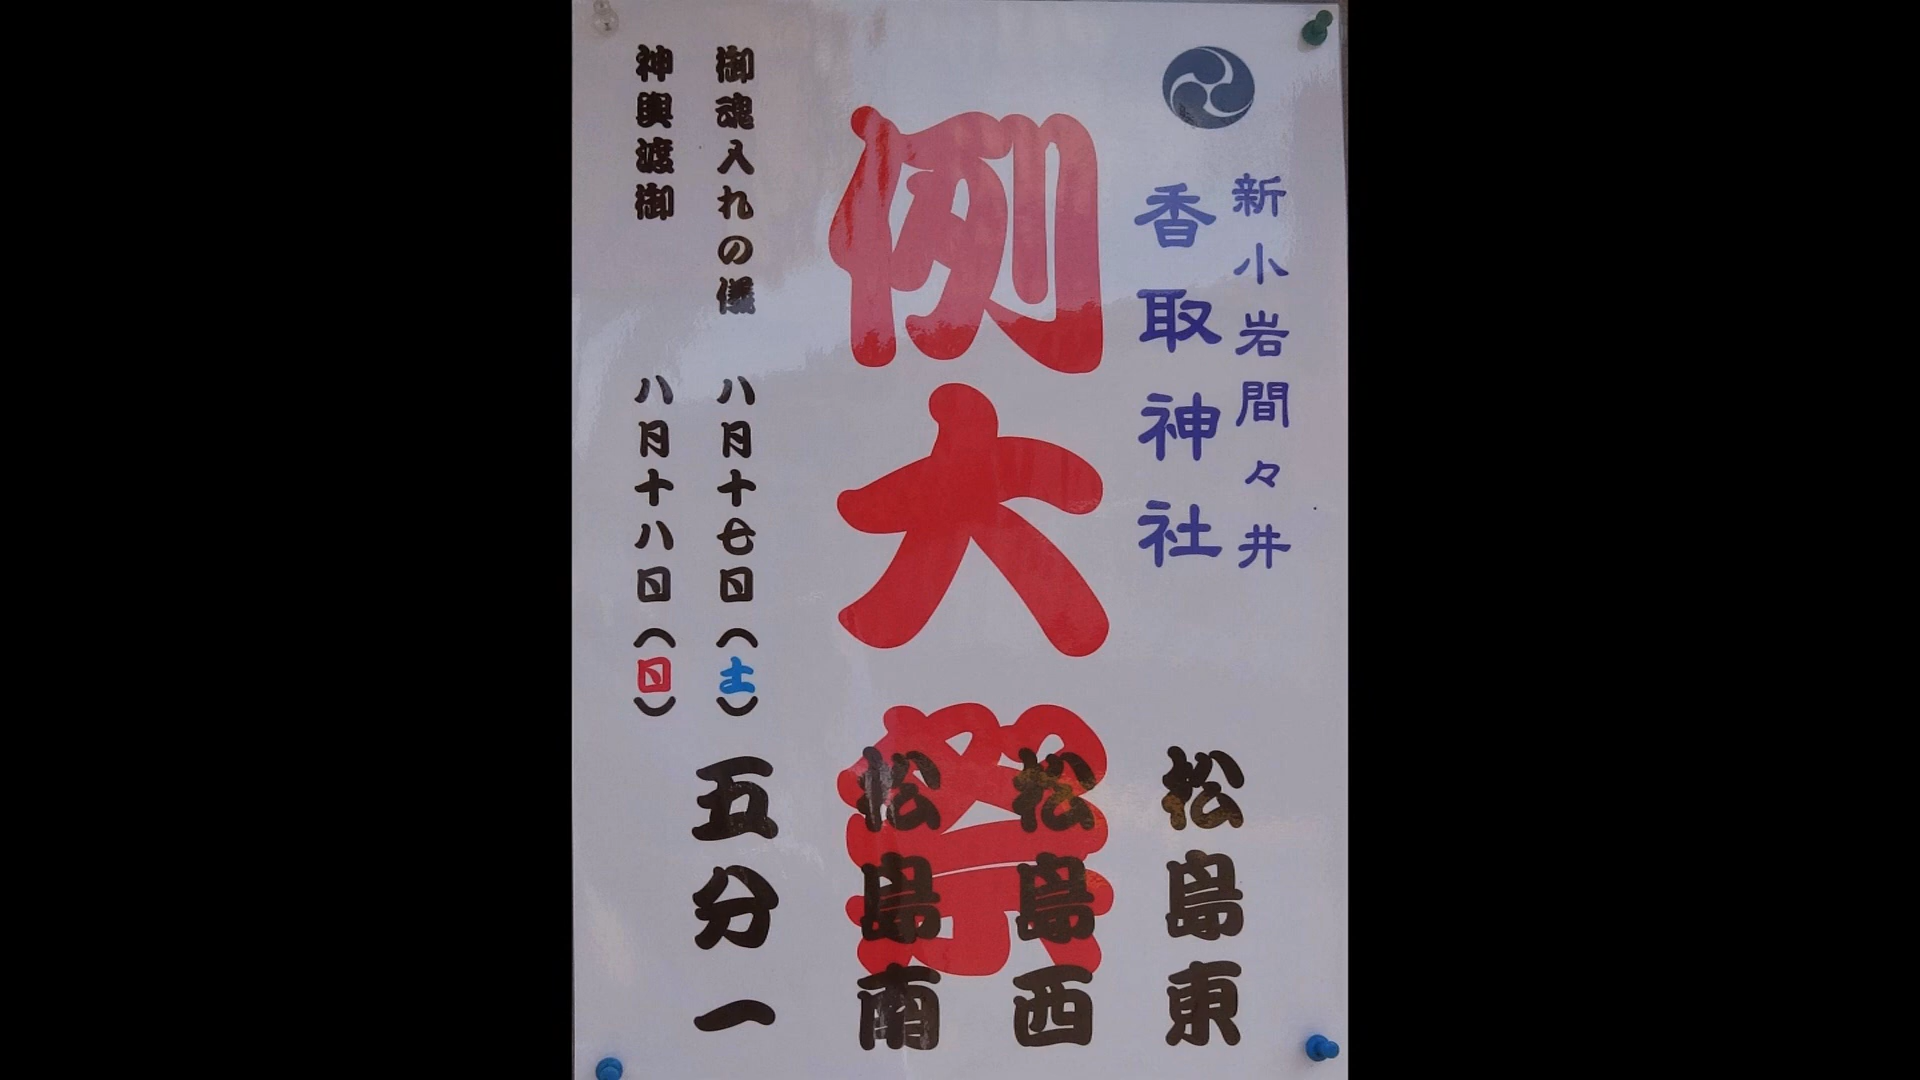 新小岩間々井
香取神社
例大祭
御魂入れの儀 八月十七日(土)
神輿渡御 八月十八日(日)
松島東
松島西
松島南
五分一